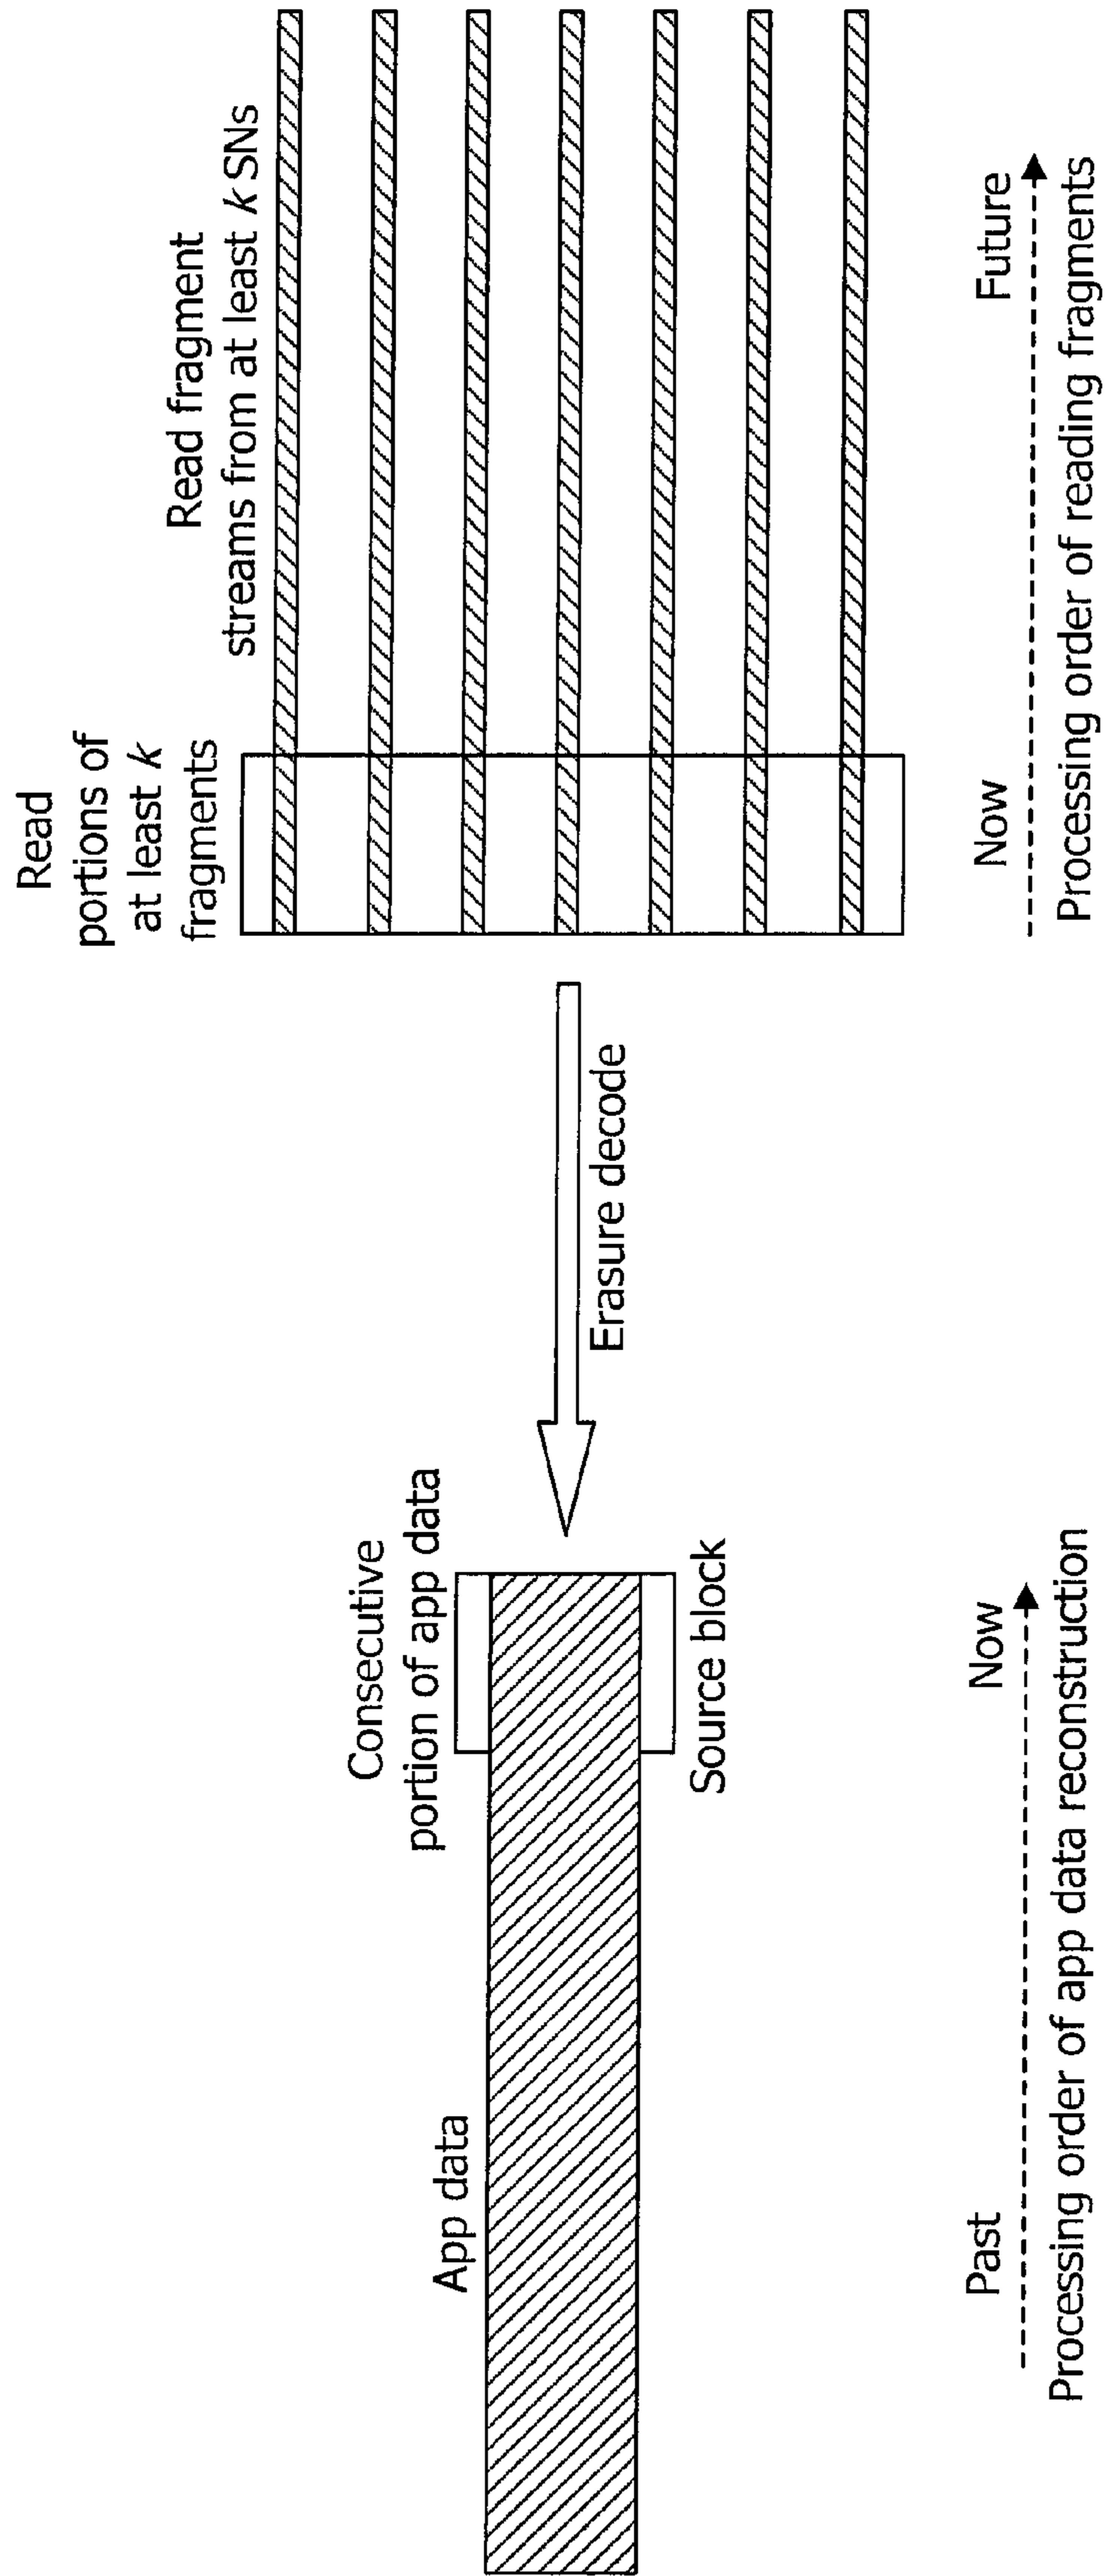 App data
Consecutive
portion of app data
Source block
Erasure decode
Read
portions of
at least k
fragments
Read fragment
streams from at least k SNs
Past
Now
Processing order of app data reconstruction
Now
Future
Processing order of reading fragments